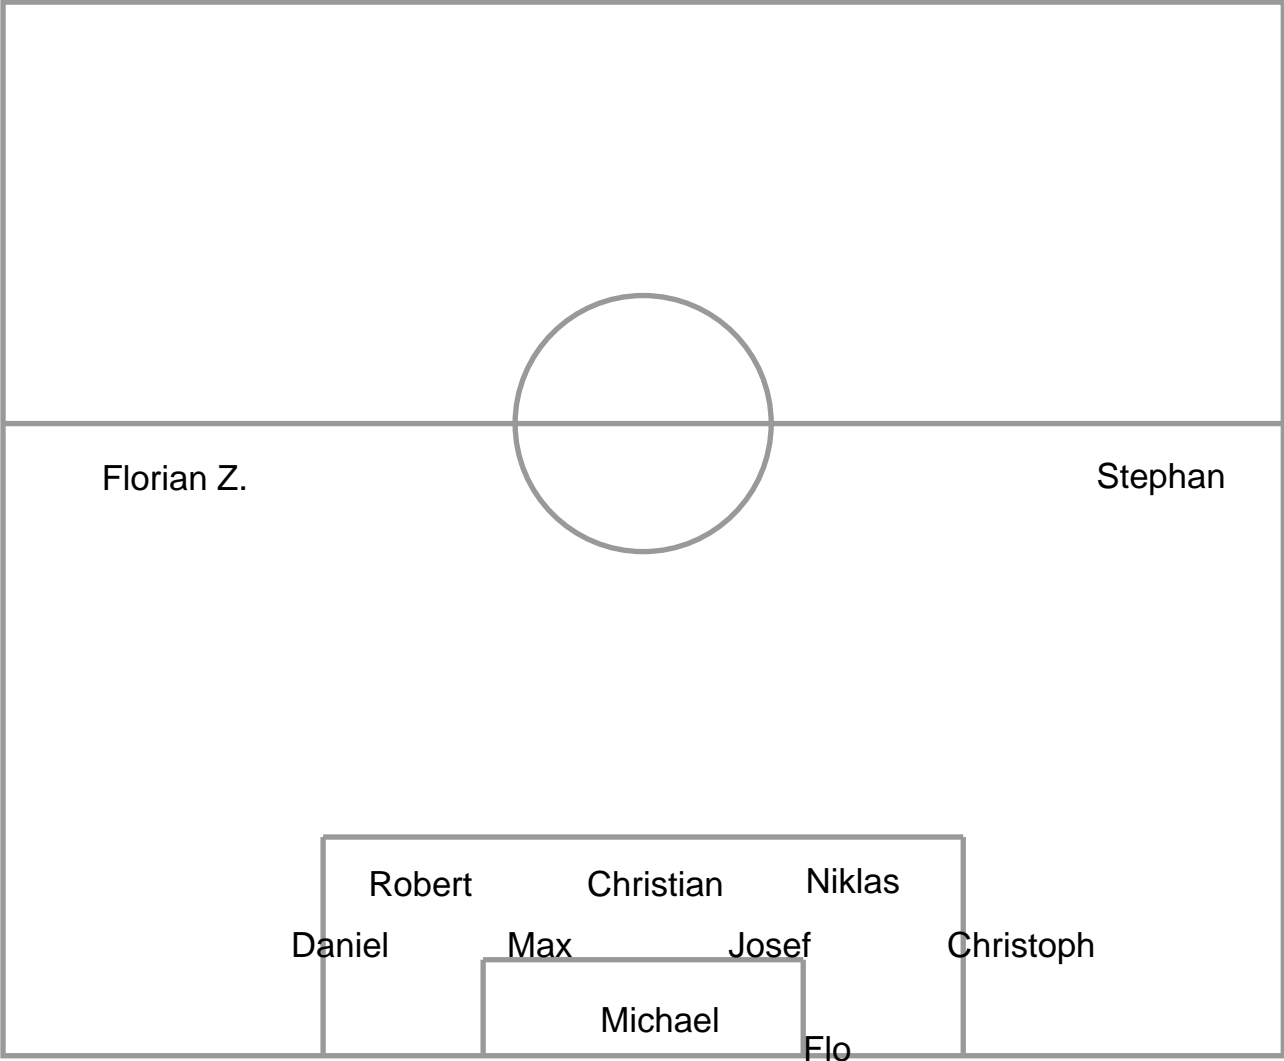 Florian Z.
Stephan
Robert
Christian
Niklas
Daniel
Max
Josef
Christoph
Michael
Flo